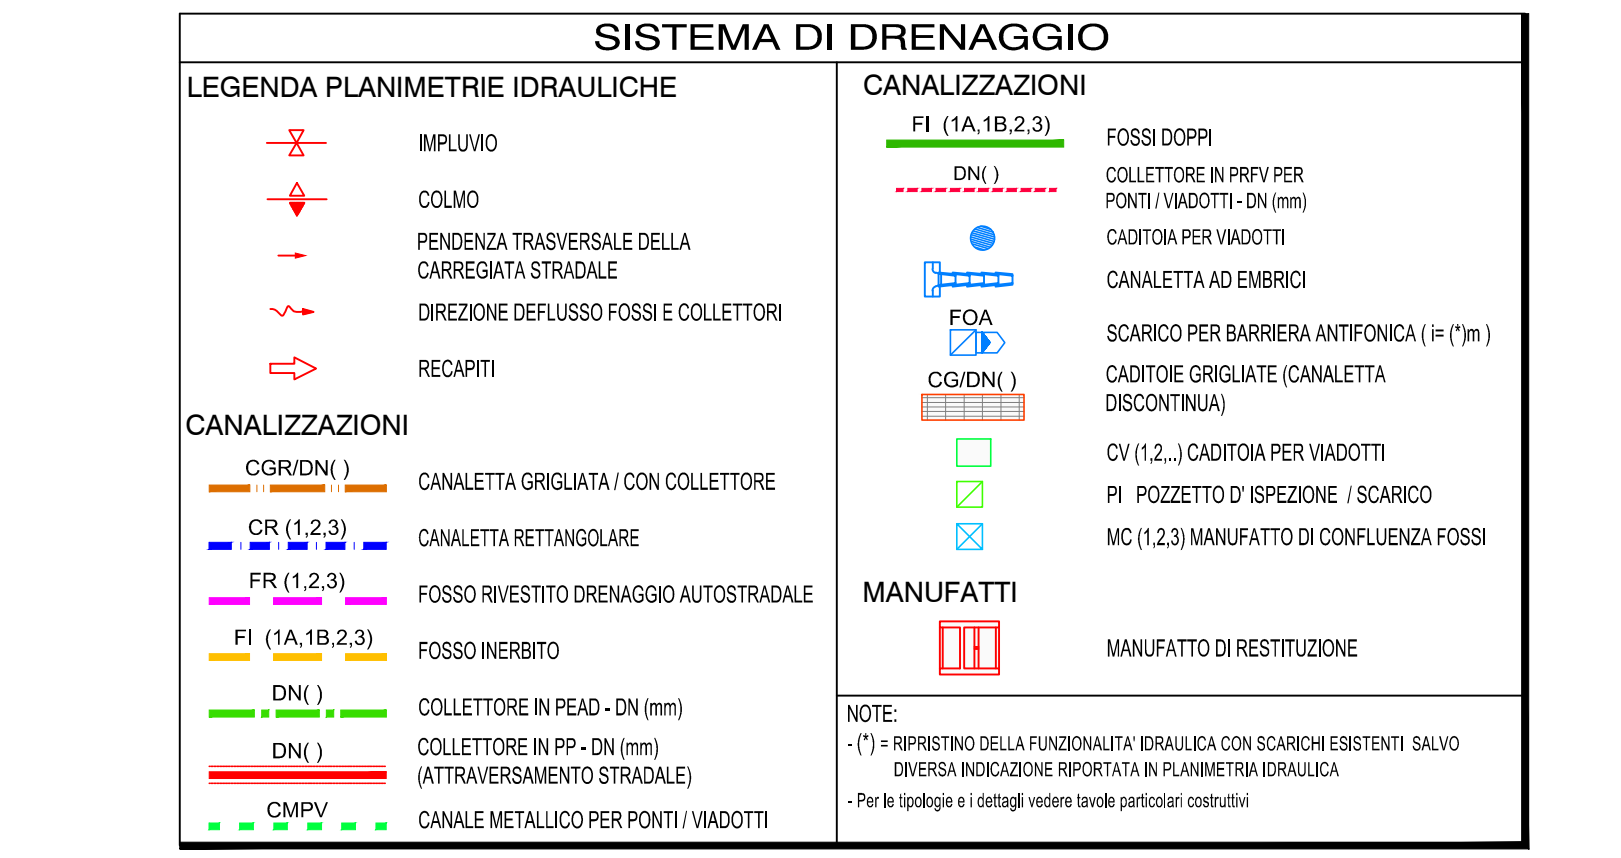 SISTEMA DI DRENAGGIO
LEGENDA PLANIMETRIE IDRAULICHE
IMPLUVIO
COLMO
PENDENZA TRASVERSALE DELLA
CARREGIATA STRADALE
DIREZIONE DEFLUSSO FOSSI E COLLETTORI
RECAPITI
CANALIZZAZIONI
CGR/DN( )
CANALETTA GRIGLIATA / CON COLLETTORE
CR (1,2,3)
CANALETTA RETTANGOLARE
FR (1,2,3)
FOSSO RIVESTITO DRENAGGIO AUTOSTRADALE
FI (1A,1B,2,3)
FOSSO INERBITO
DN( )
COLLETTORE IN PEAD - DN (mm)
DN( )
COLLETTORE IN PP - DN (mm)
(ATTRAVERSAMENTO STRADALE)
CMPV
CANALE METALLICO PER PONTI / VIADOTTI
CANALIZZAZIONI
FI (1A,1B,2,3)
FOSSI DOPPI
DN( )
COLLETTORE IN PRFV PER
PONTI / VIADOTTI - DN (mm)
CADITOIA PER VIADOTTI
CANALETTA AD EMBRICI
FOA
SCARICO PER BARRIERA ANTIFONICA ( i= (*)m )
CG/DN( )
CADITOIE GRIGLIATE (CANALETTA
DISCONTINUA)
CV (1,2,..) CADITOIA PER VIADOTTI
PI POZZETTO D' ISPEZIONE / SCARICO
MC (1,2,3) MANUFATTO DI CONFLUENZA FOSSI
MANUFATTI
MANUFATTO DI RESTITUZIONE
NOTE:
- (*) = RIPRISTINO DELLA FUNZIONALITA' IDRAULICA CON SCARICHI ESISTENTI SALVO
DIVERSA INDICAZIONE RIPORTATA IN PLANIMETRIA IDRAULICA
- Per le tipologie e i dettagli vedere tavole particolari costruttivi